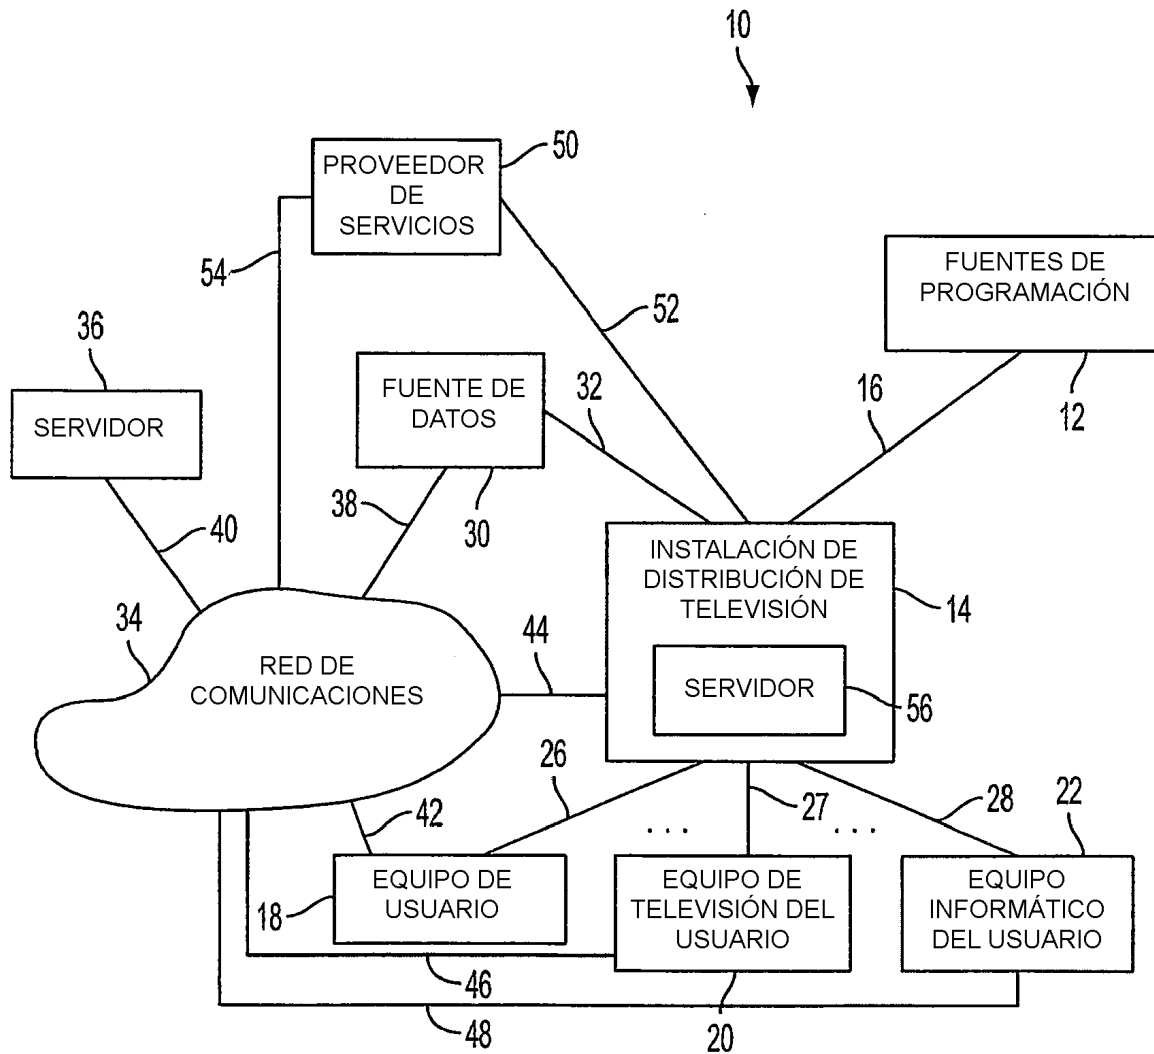 10
PROVEEDOR
DE
SERVICIOS
50
54
FUENTES DE
PROGRAMACIÓN
12
52
36
SERVIDOR
FUENTE DE
DATOS
32
16
30
38
40
INSTALACIÓN DE
DISTRIBUCIÓN DE
TELEVISIÓN
14
34
RED DE
COMUNICACIONES
44
SERVIDOR
56
26
27
28
22
42
...
...
EQUIPO DE
USUARIO
18
EQUIPO DE
TELEVISIÓN DEL
USUARIO
EQUIPO
INFORMÁTICO
DEL USUARIO
46
20
48